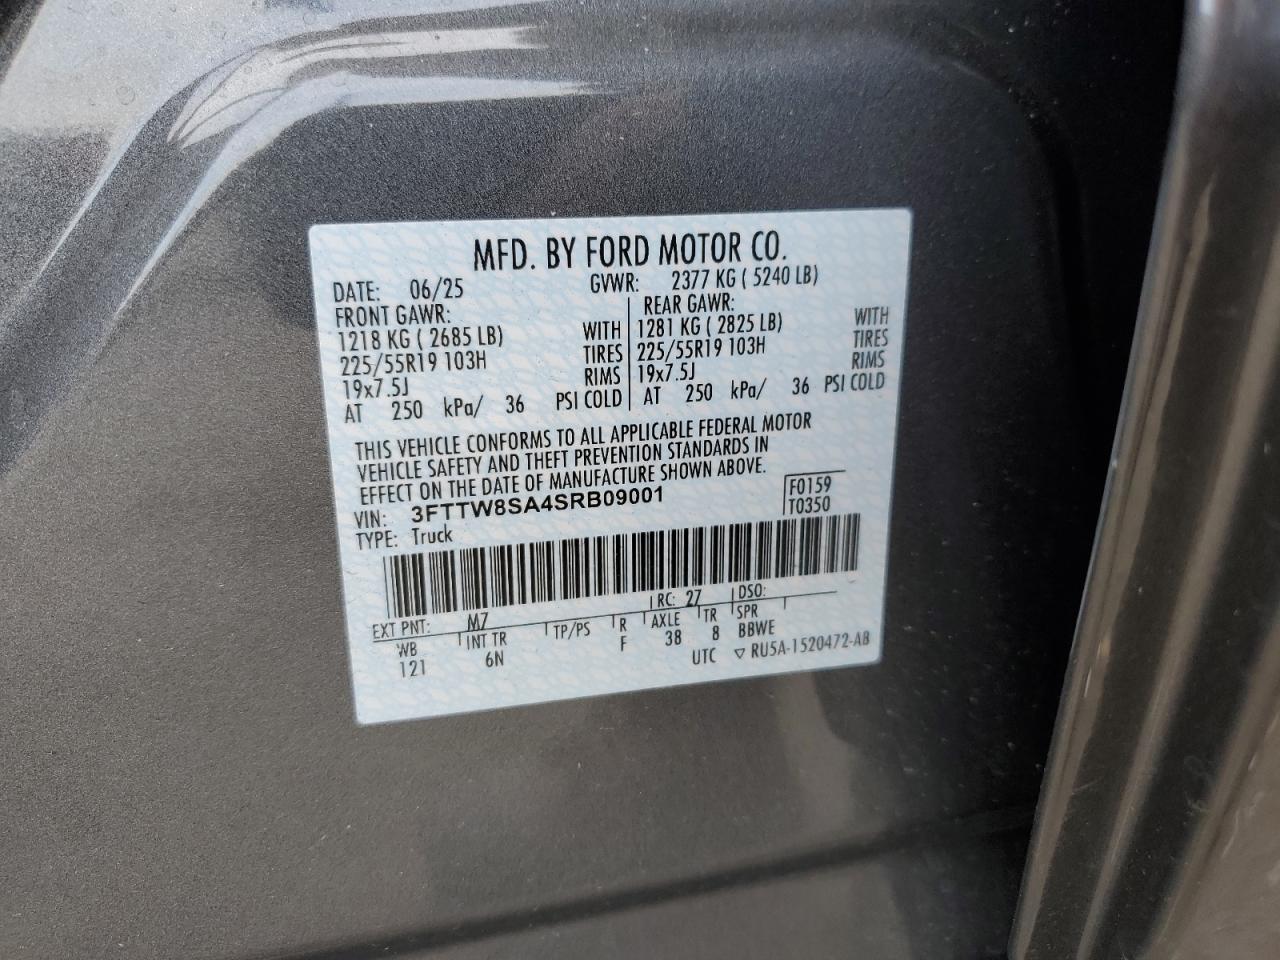 MFD. BY FORD MOTOR CO.
DATE: 06/25 GVWR: 2377 KG ( 5240 LB)
FRONT GAWR: REAR GAWR:
1218 KG ( 2685 LB) WITH 1281 KG ( 2825 LB) WITH
225/55R19 103H TIRES 225/55R19 103H TIRES
19x7.5J RIMS 19x7.5J RIMS
AT 250 kPa/ 36 PSI COLD AT 250 kPa/ 36 PSI COLD
THIS VEHICLE CONFORMS TO ALL APPLICABLE FEDERAL MOTOR
VEHICLE SAFETY AND THEFT PREVENTION STANDARDS IN
EFFECT ON THE DATE OF MANUFACTURE SHOWN ABOVE.
VIN: 3FTTW8SA4SRB09001 F0159
TYPE: Truck T0350
EXT PNT: M7 RC: 27 DSO:
WB INT TR TP/PS R AXLE TR SPR
121 6N F 38 8 BBWE
UTC ▽ RU5A-1520472-AB